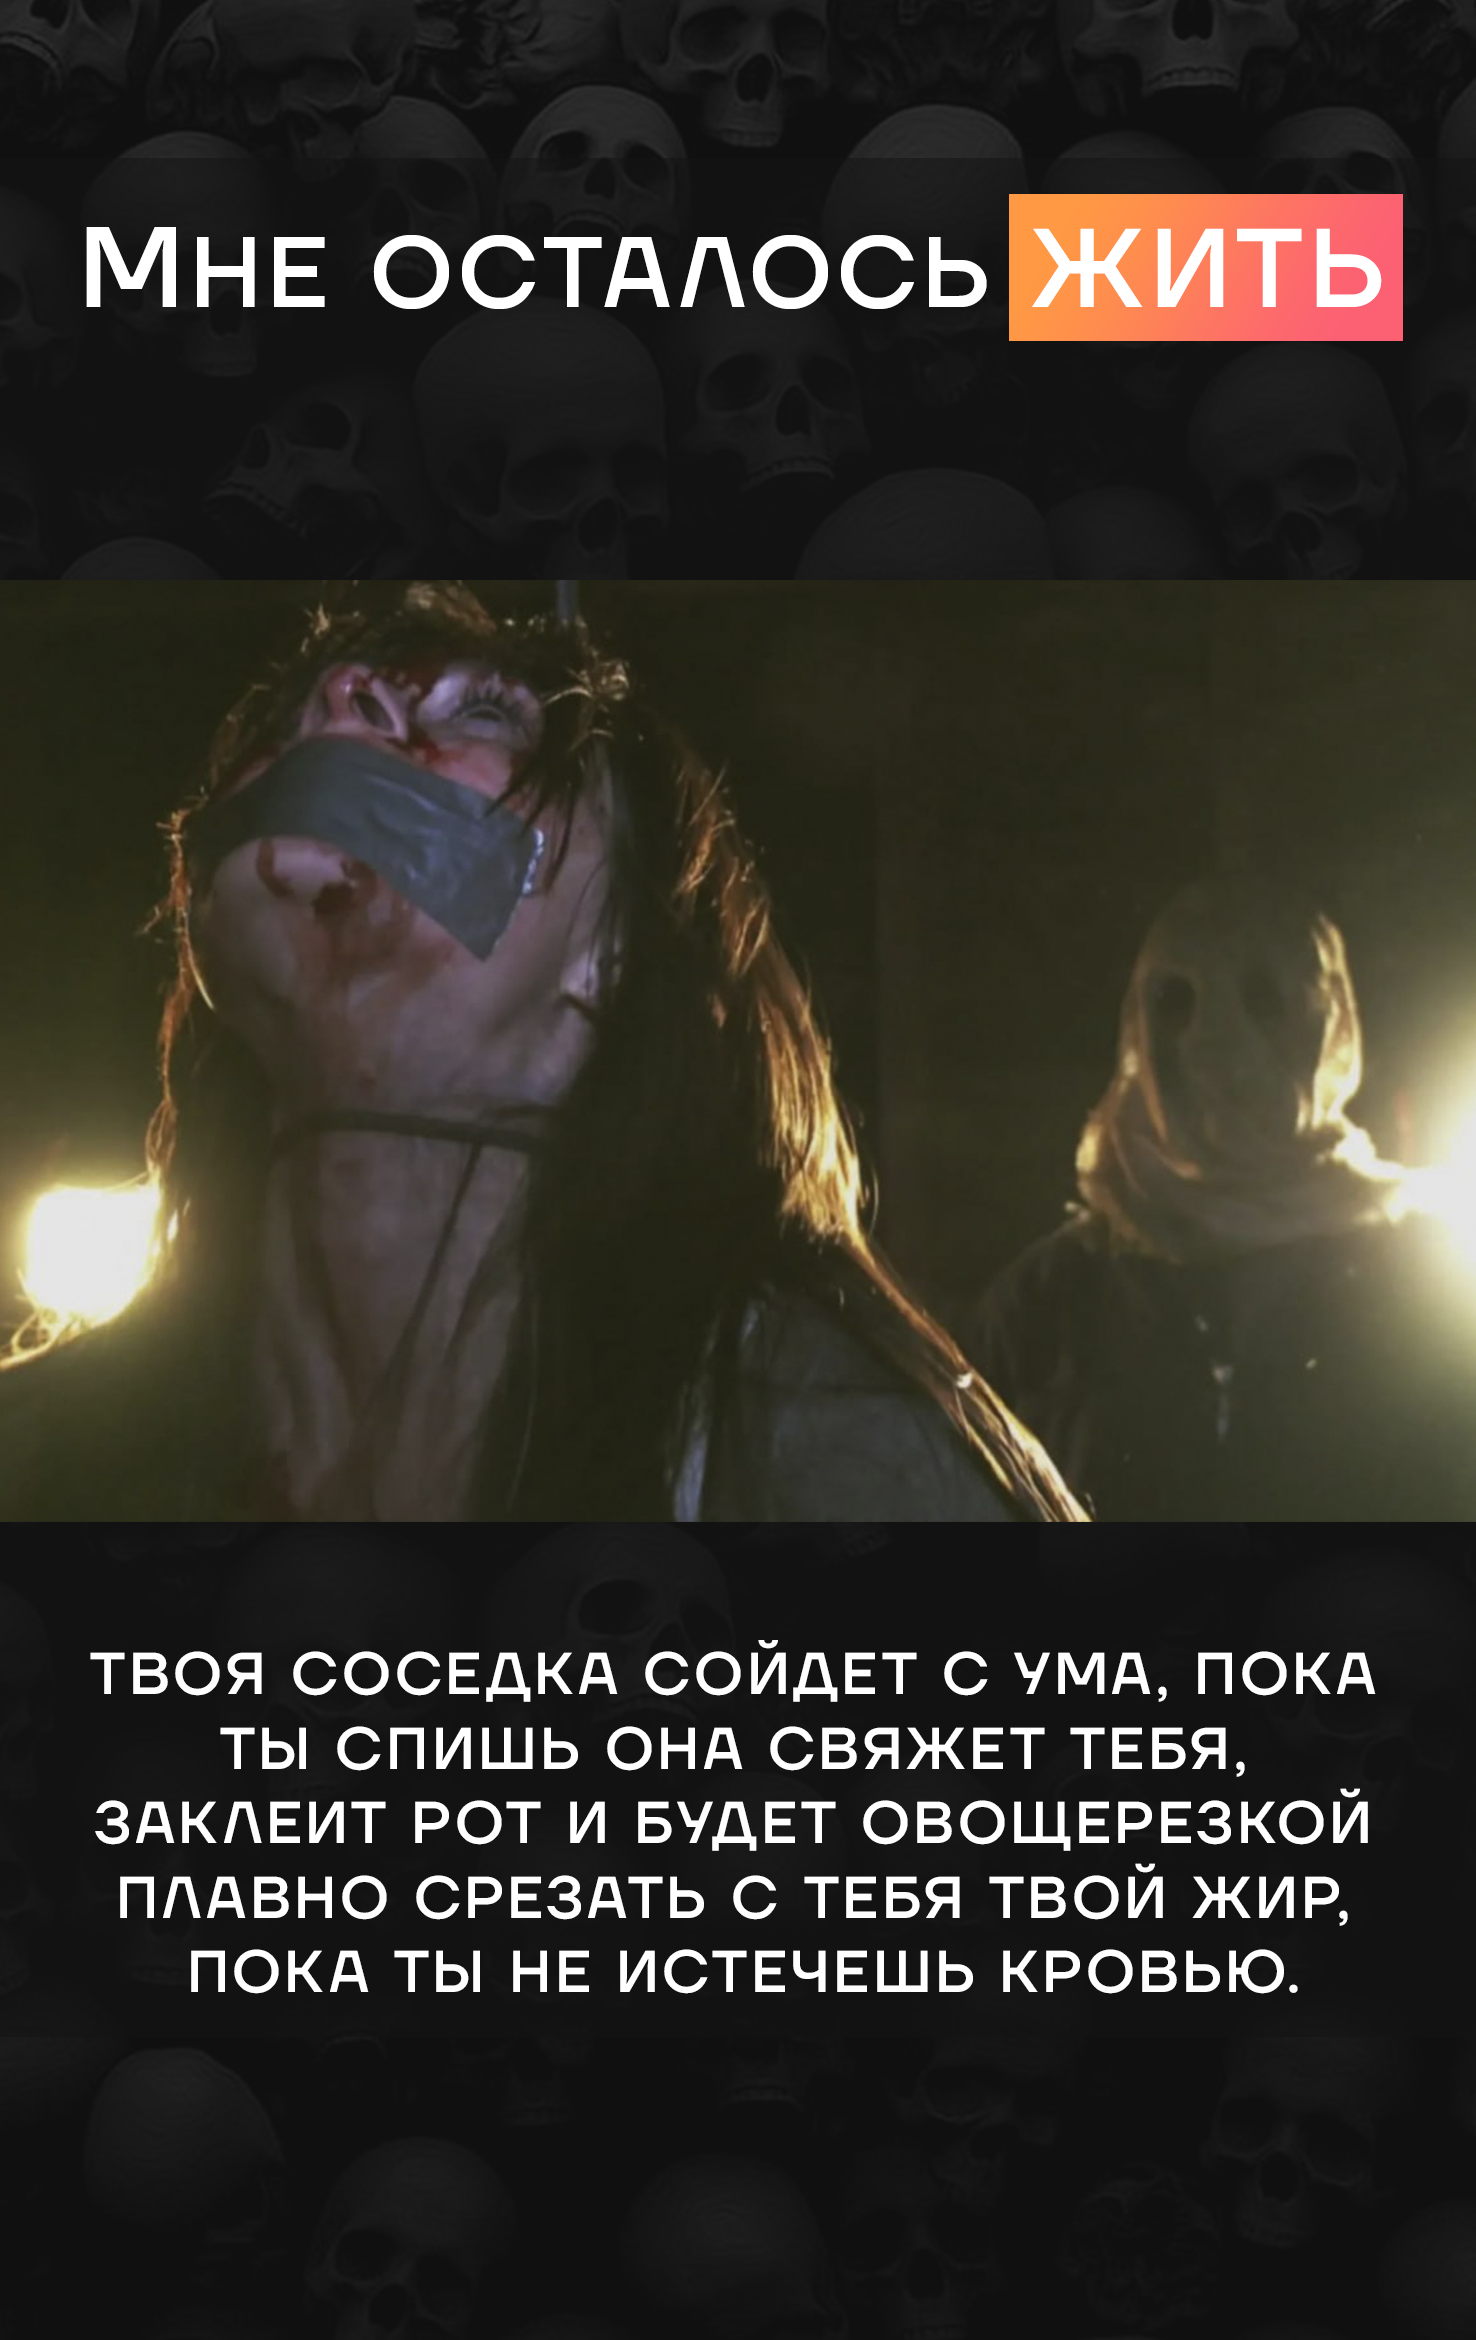 Мне осталось жить
ТВОЯ СОСЕДКА СОЙДЕТ С УМА, ПОКА
ТЫ СПИШЬ ОНА СВЯЖЕТ ТЕБЯ,
ЗАКЛЕИТ РОТ И БУДЕТ ОВОЩЕРЕЗКОЙ
ПЛАВНО СРЕЗАТЬ С ТЕБЯ ТВОЙ ЖИР,
ПОКА ТЫ НЕ ИСТЕЧЕШЬ КРОВЬЮ.